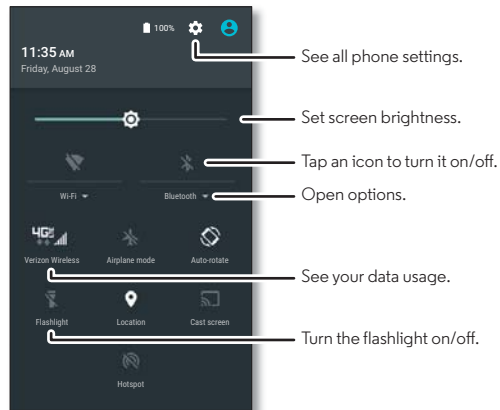 100%
11:35 AM
Friday, August 28
See all phone settings.
Set screen brightness.
Tap an icon to turn it on/off.
Wi-Fi
Bluetooth
Open options.
4G
Verizon Wireless
Airplane mode
Auto-rotate
See your data usage.
Flashlight
Location
Cast screen
Turn the flashlight on/off.
Hotspot